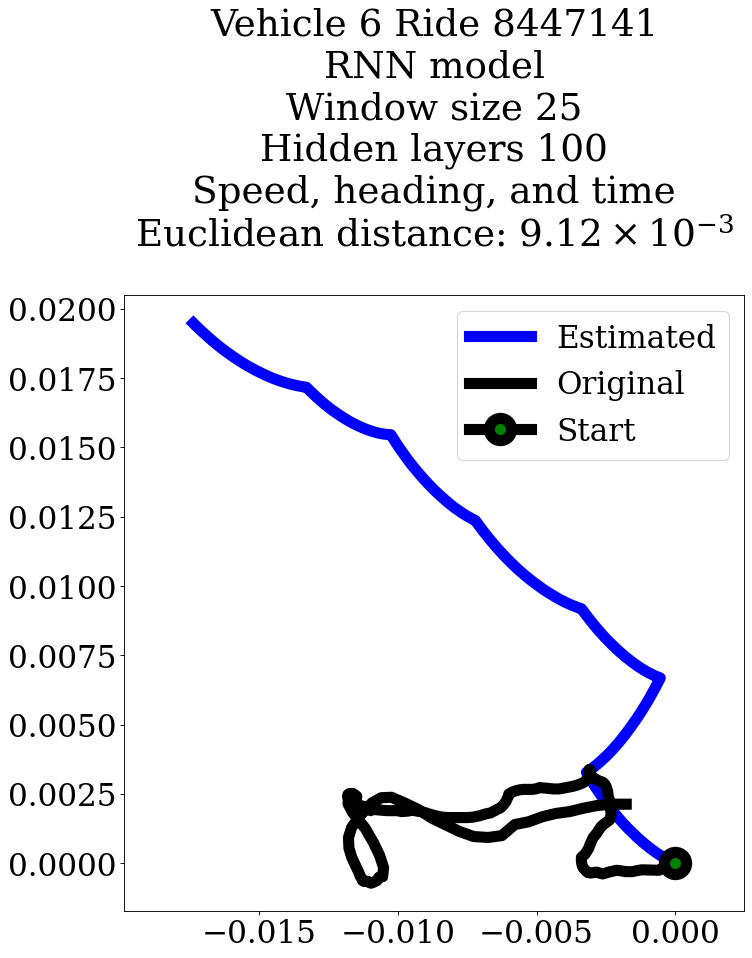 Vehicle 6 Ride 8447141
RNN model
Window size 25
Hidden layers 100
Speed, heading, and time
Euclidean distance: 9.12 × 10⁻³
Estimated
Original
Start
0.0200
0.0175
0.0150
0.0125
0.0100
0.0075
0.0050
0.0025
0.0000
−0.015 −0.010 −0.005 0.000